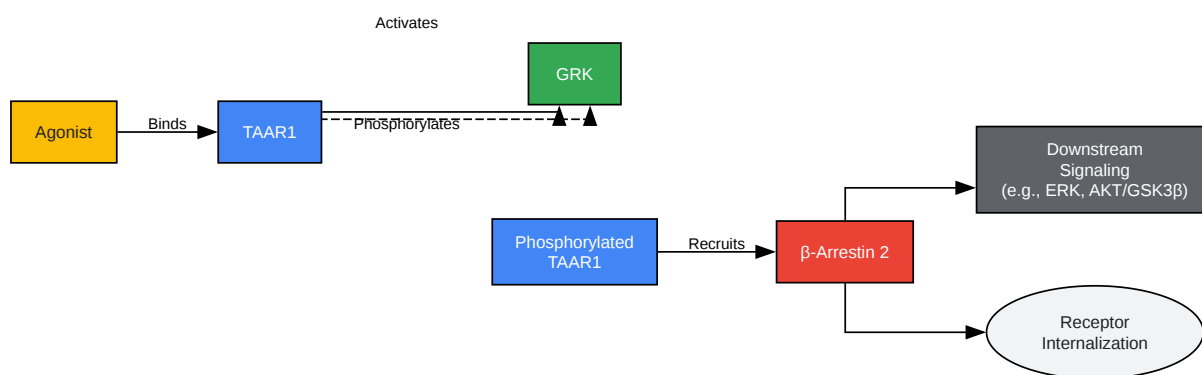 Activates
GRK
Agonist
Binds
TAAR1
Phosphorylates
Downstream
Signaling
(e.g., ERK, AKT/GSK3β)
Phosphorylated
TAAR1
Recruits
β-Arrestin 2
Receptor
Internalization